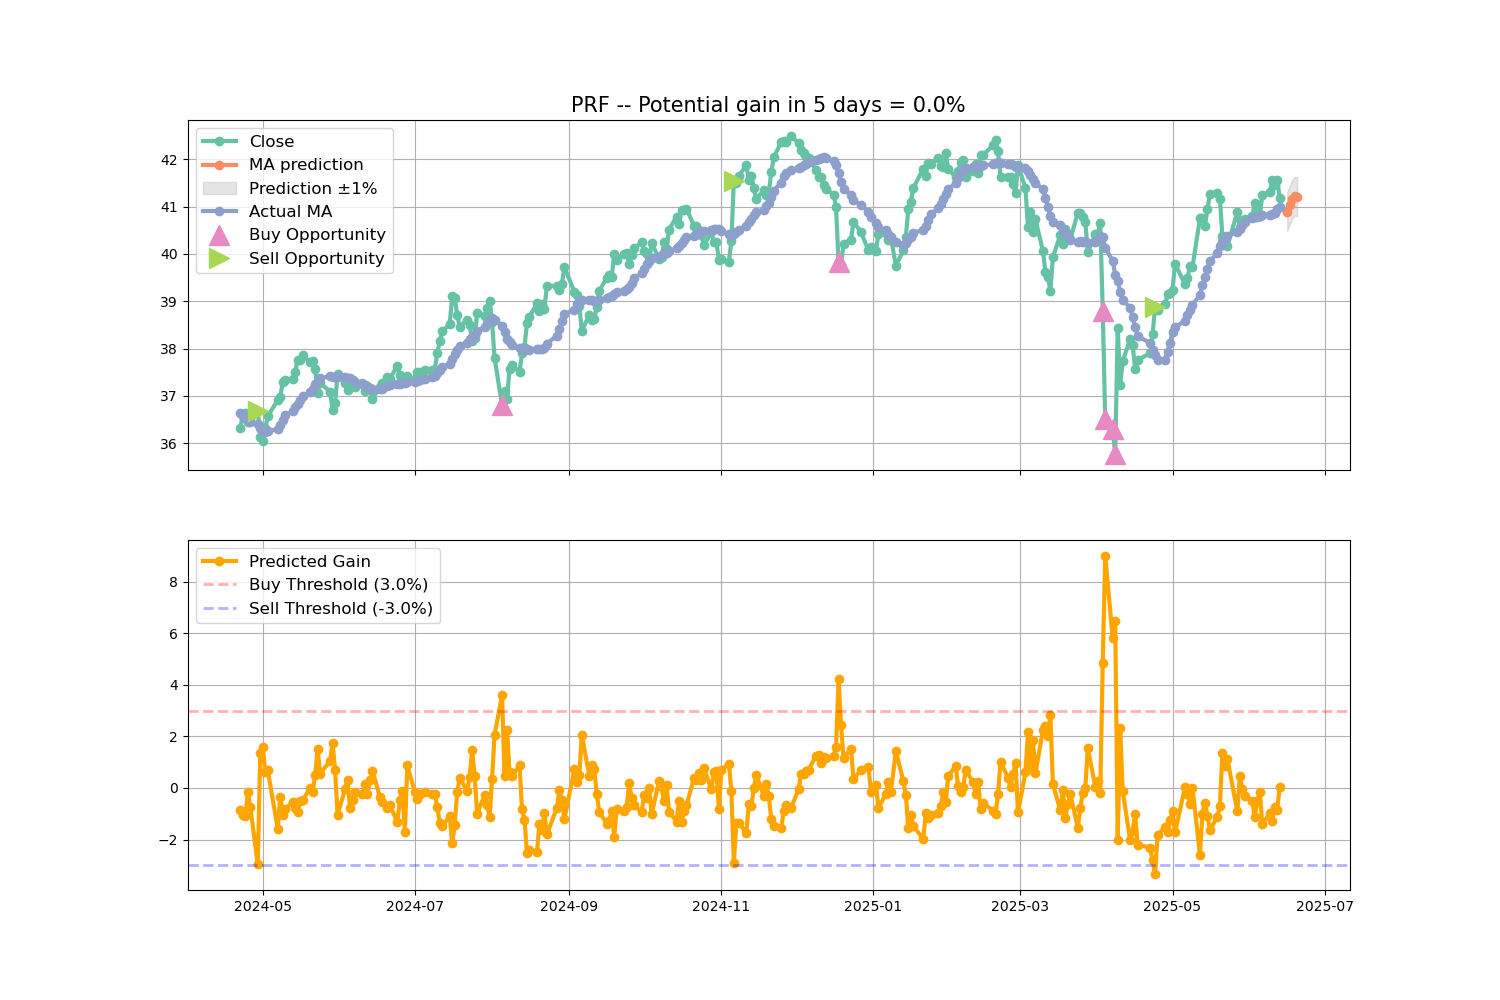 PRF -- Potential gain in 5 days = 0.0%
Close
MA prediction
Prediction ±1%
Actual MA
Buy Opportunity
Sell Opportunity
42
41
40
39
38
37
36
Predicted Gain
Buy Threshold (3.0%)
Sell Threshold (-3.0%)
8
6
4
2
0
−2
2024-05 2024-07 2024-09 2024-11 2025-01 2025-03 2025-05 2025-07